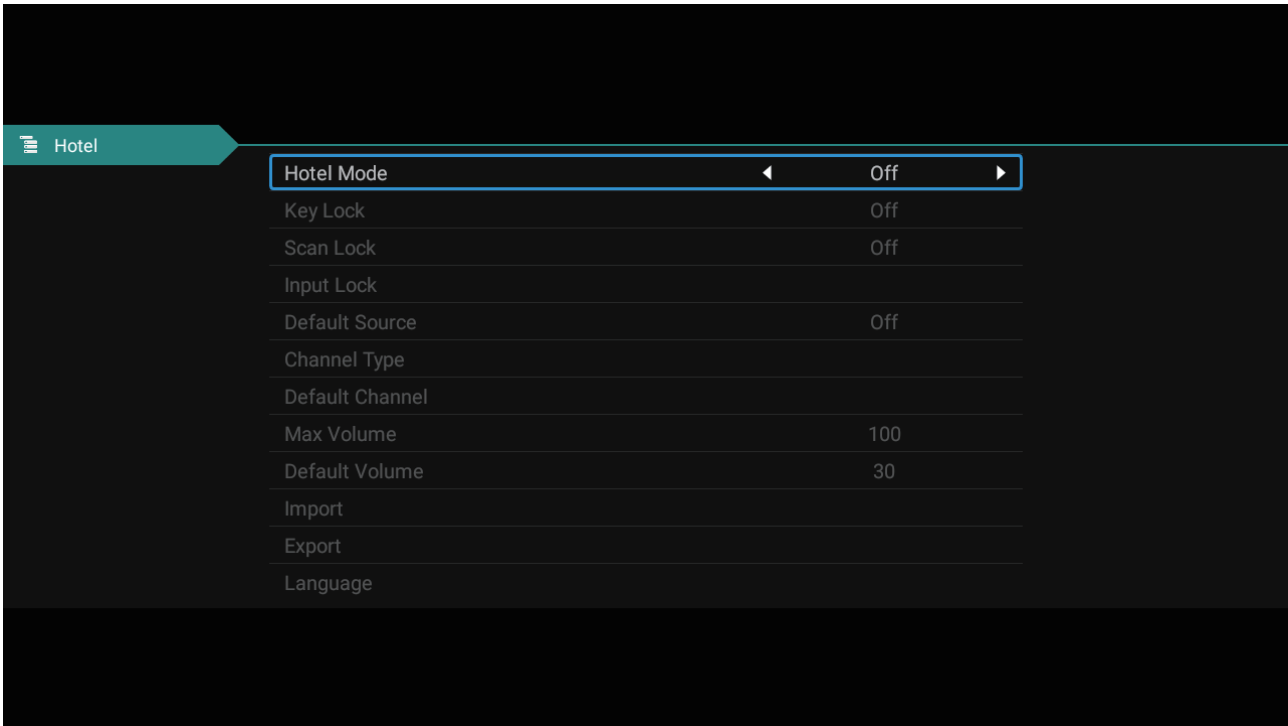 Hotel
Hotel Mode Off
Key Lock Off
Scan Lock Off
Input Lock
Default Source Off
Channel Type
Default Channel
Max Volume 100
Default Volume 30
Import
Export
Language